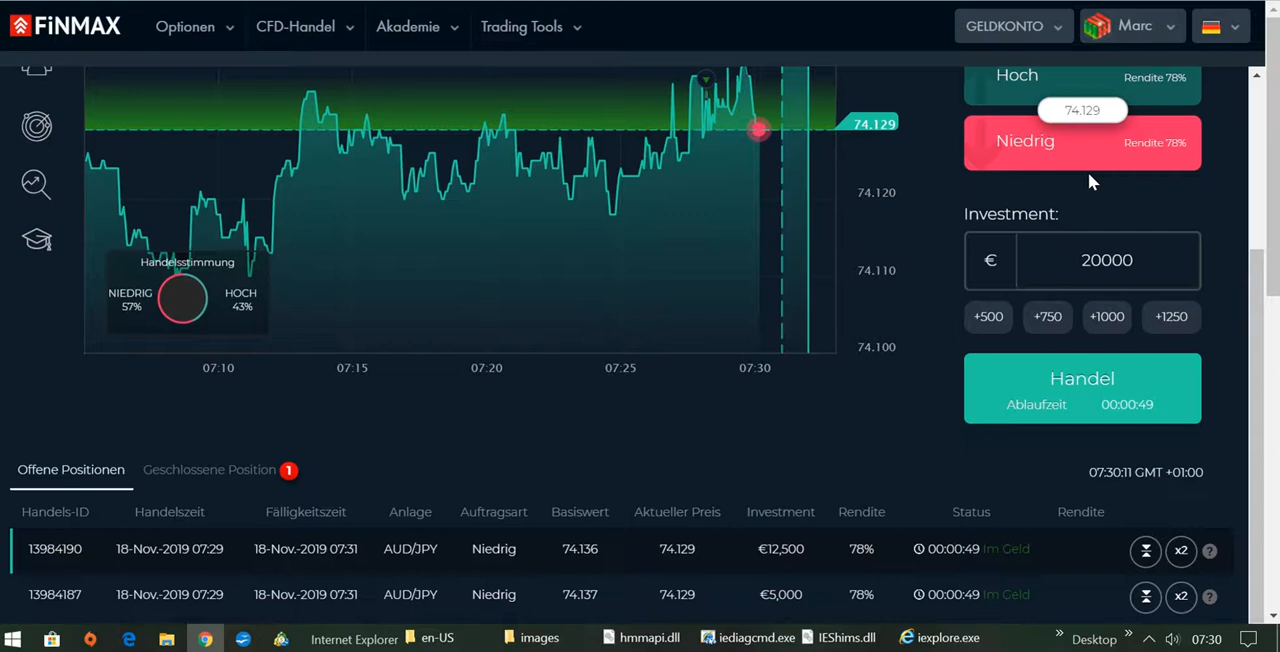 FiNMAX Optionen CFD-Handel Akademie Trading Tools GELDKONTO Marc
Hoch Rendite 78%
74.129
Niedrig Rendite 78%
74.129
74.120
74.110
74.100
Handelsstimmung
NIEDRIG HOCH
57% 43%
07:10 07:15 07:20 07:25 07:30
Investment:
€ 20000
+500 +750 +1000 +1250
Handel
Ablaufzeit 00:00:49
Offene Positionen Geschlossene Position 1 07:30:11 GMT +01:00
Handels-ID Handelszeit Fälligkeitszeit Anlage Auftragsart Basiswert Aktueller Preis Investment Rendite Status Rendite
13984190 18-Nov.-2019 07:29 18-Nov.-2019 07:31 AUD/JPY Niedrig 74.136 74.129 €12,500 78% 00:00:49 Im Geld x2 ?
13984187 18-Nov.-2019 07:29 18-Nov.-2019 07:31 AUD/JPY Niedrig 74.137 74.129 €5,000 78% 00:00:49 Im Geld x2 ?
Internet Explorer en-US images hmmapi.dll iediagcmd.exe IEShims.dll iexplore.exe » Desktop » 07:30